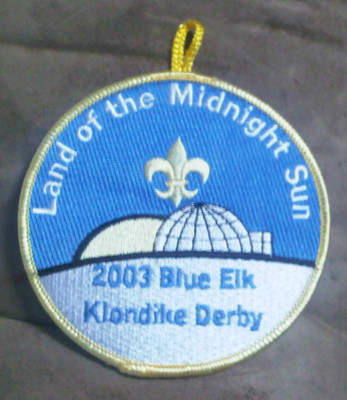 Land of the Midnight Sun
2003 Blue Elk
Klondike Derby